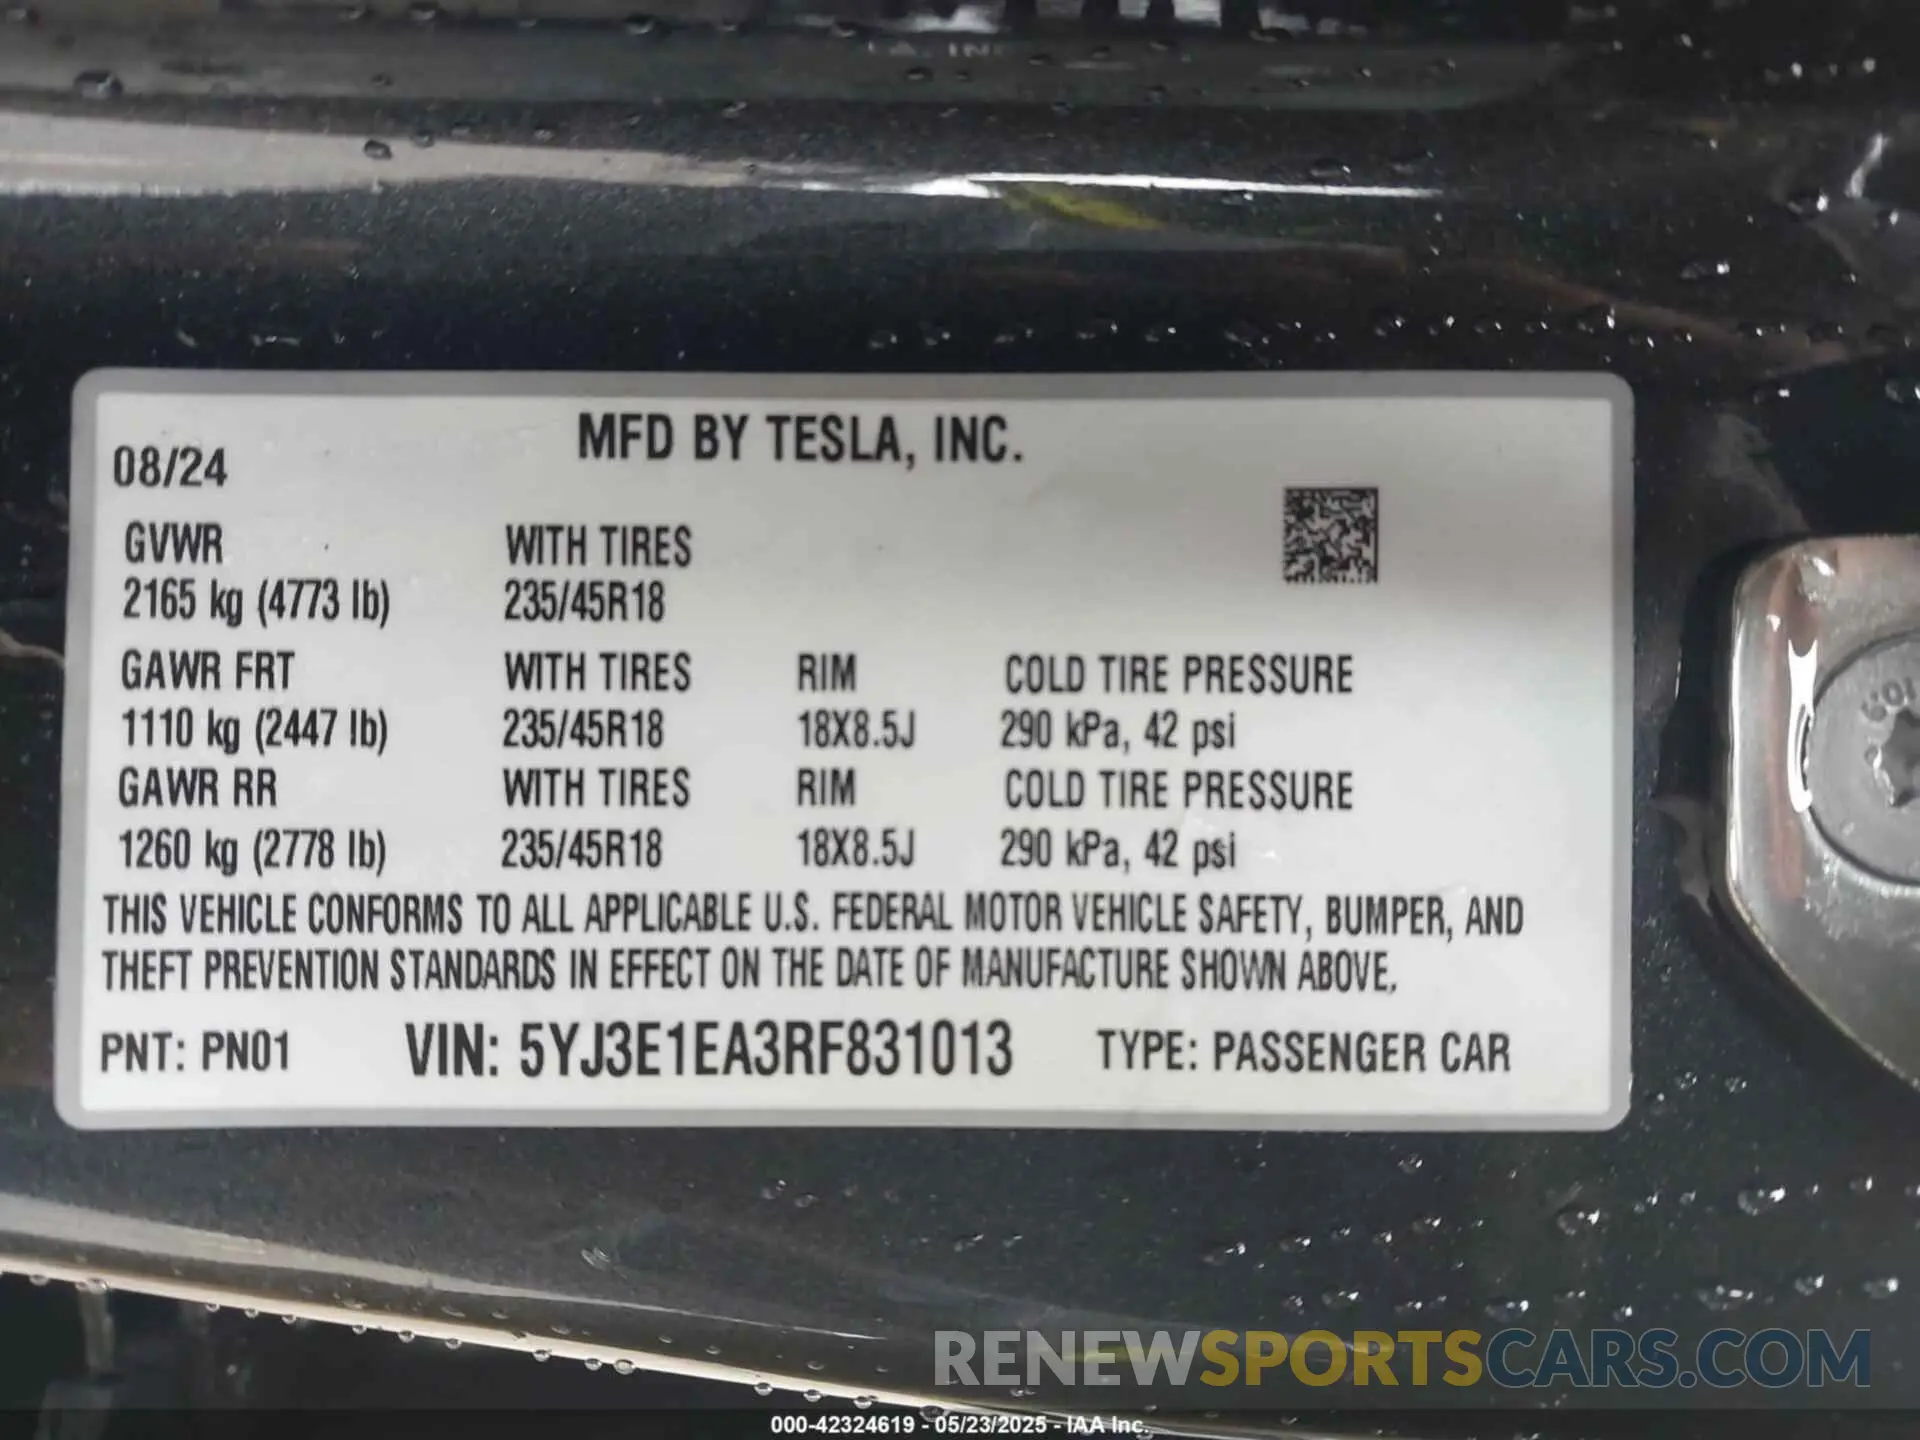 MFD BY TESLA, INC.
08/24
GVWR WITH TIRES
2165 kg (4773 lb) 235/45R18
GAWR FRT WITH TIRES RIM COLD TIRE PRESSURE
1110 kg (2447 lb) 235/45R18 18X8.5J 290 kPa, 42 psi
GAWR RR WITH TIRES RIM COLD TIRE PRESSURE
1260 kg (2778 lb) 235/45R18 18X8.5J 290 kPa, 42 psi
THIS VEHICLE CONFORMS TO ALL APPLICABLE U.S. FEDERAL MOTOR VEHICLE SAFETY, BUMPER, AND
THEFT PREVENTION STANDARDS IN EFFECT ON THE DATE OF MANUFACTURE SHOWN ABOVE.
PNT: PN01 VIN: 5YJ3E1EA3RF831013 TYPE: PASSENGER CAR
RENEWSPORTSCARS.COM
000-42324619 - 05/23/2025 - IAA Inc.